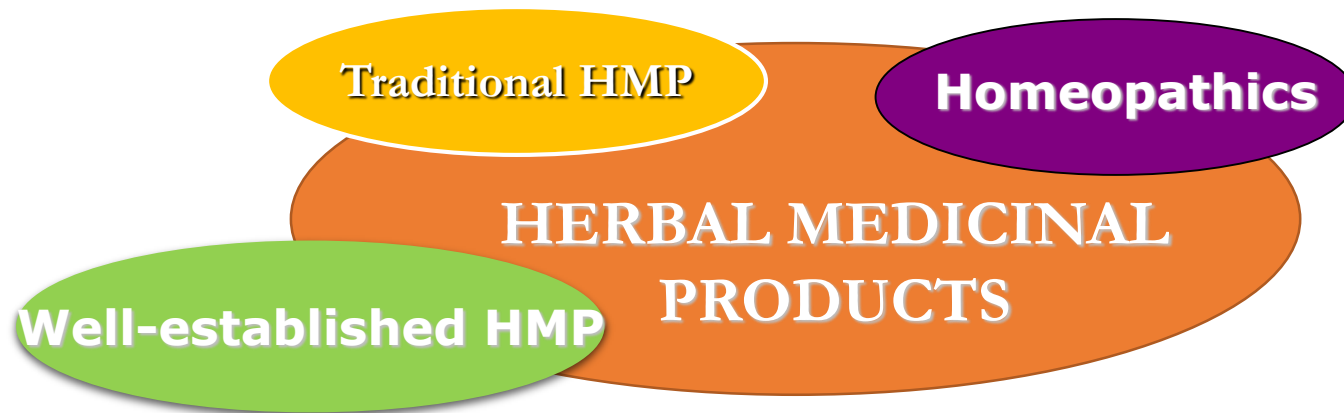 Traditional HMP
Homeopathics
HERBAL MEDICINAL
PRODUCTS
Well-established HMP